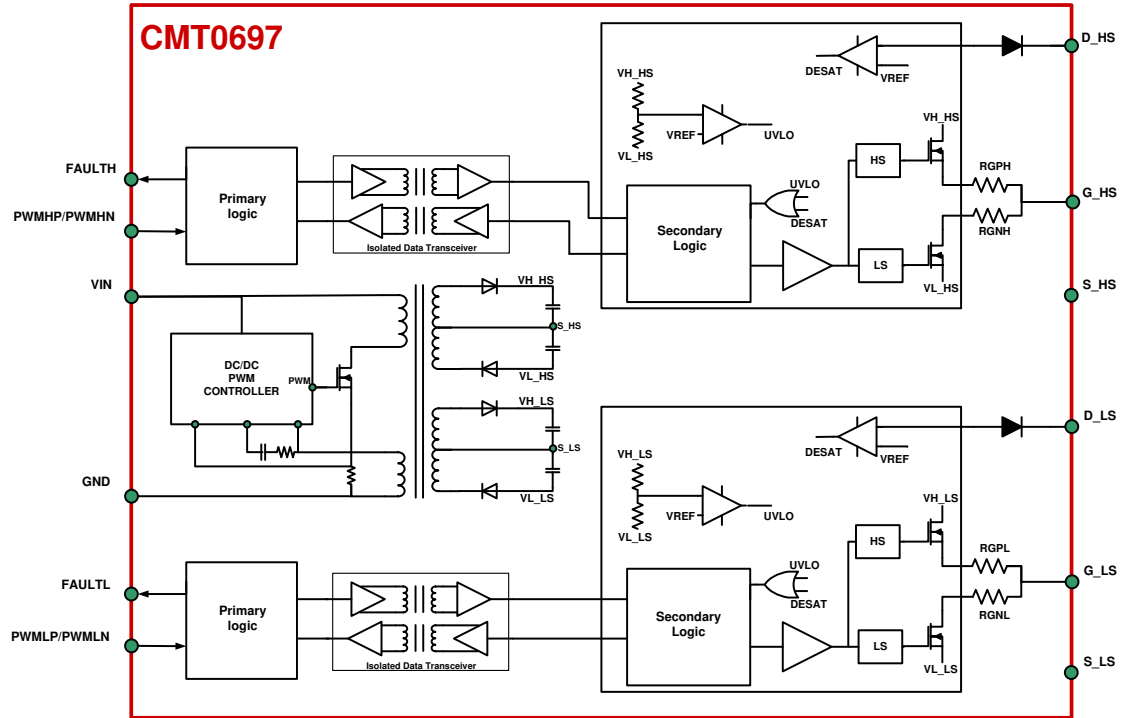 CMT0697
D_HS
DESAT
VREF
G_HS
VH_HS
VREF
UVLO
VL_HS
VH_HS
HS
RGPH
RGNH
LS
VL_HS
S_HS
FAULTH
PWMHP/PWMHN
Primary
logic
Isolated Data Transceiver
Secondary
Logic
UVLO
DESAT
VIN
DC/DC
PWM
CONTROLLER
PWM
VH_HS
S_HS
VL_HS
VH_LS
S_LS
VL_LS
GND
D_LS
DESAT
VREF
VH_LS
VREF
UVLO
VL_LS
VH_LS
HS
RGPL
RGNL
G_LS
LS
VL_LS
S_LS
FAULTL
PWMLP/PWMLN
Primary
logic
Isolated Data Transceiver
Secondary
Logic
UVLO
DESAT